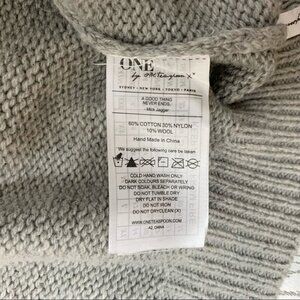 ONE
by oneteaspoon x
SYDNEY • NEW YORK • TOKYO • PARIS
A GOOD THING
NEVER ENDS.
- Mick Jagger
60% COTTON 30% NYLON
10% WOOL
Hand Made in China
We suggest the following care be taken
COLD HAND WASH ONLY
DARK COLOURS SEPARATELY
DO NOT SOAK, BLEACH OR WRING
DO NOT TUMBLE DRY
DRY FLAT IN SHADE
DO NOT IRON
DO NOT DRYCLEAN (X)
WWW.ONETEASPOON.COM.AU